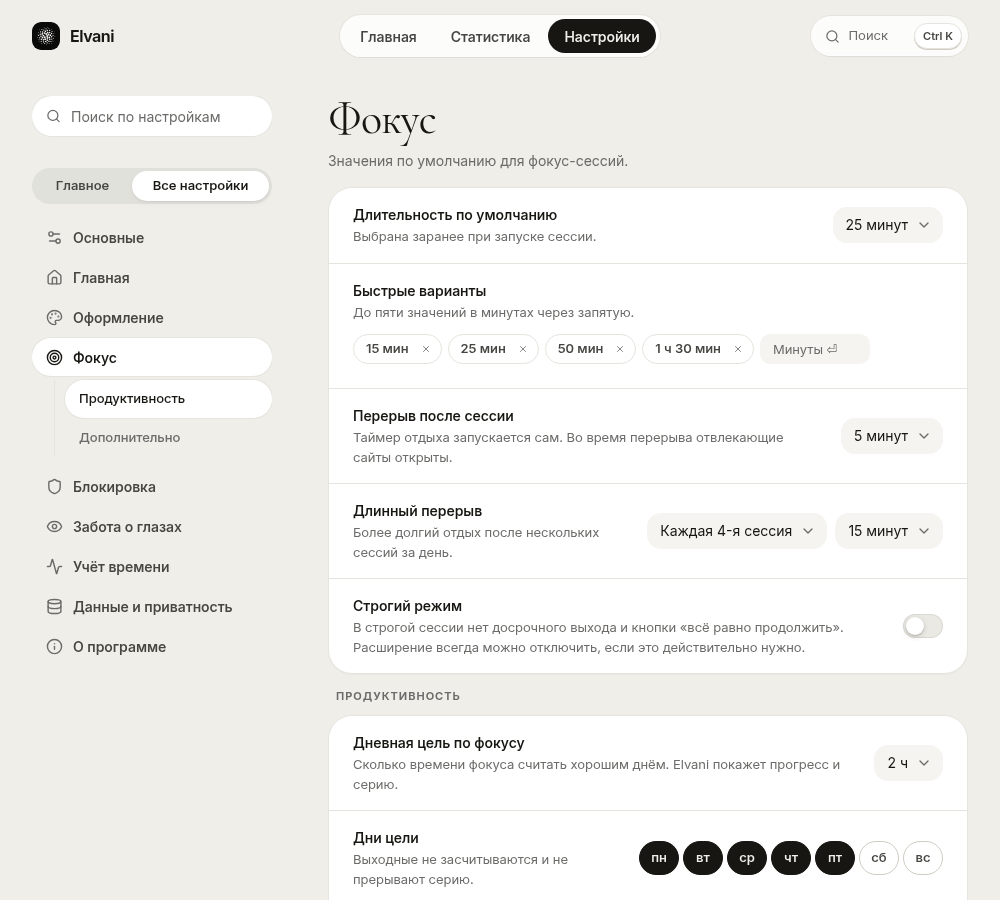 Elvani
Главная
Статистика
Настройки
Поиск
Ctrl K
Поиск по настройкам
Главное
Все настройки
Основные
Главная
Оформление
Фокус
Продуктивность
Дополнительно
Блокировка
Забота о глазах
Учёт времени
Данные и приватность
О программе
Фокус
Значения по умолчанию для фокус-сессий.
Длительность по умолчанию
Выбрана заранее при запуске сессии.
25 минут
Быстрые варианты
До пяти значений в минутах через запятую.
15 мин ×
25 мин ×
50 мин ×
1 ч 30 мин ×
Минуты ⏎
Перерыв после сессии
Таймер отдыха запускается сам. Во время перерыва отвлекающие
сайты открыты.
5 минут
Длинный перерыв
Более долгий отдых после нескольких
сессий за день.
Каждая 4-я сессия
15 минут
Строгий режим
В строгой сессии нет досрочного выхода и кнопки «всё равно продолжить».
Расширение всегда можно отключить, если это действительно нужно.
ПРОДУКТИВНОСТЬ
Дневная цель по фокусу
Сколько времени фокуса считать хорошим днём. Elvani покажет прогресс и
серию.
2 ч
Дни цели
Выходные не засчитываются и не
прерывают серию.
пн
вт
ср
чт
пт
сб
вс